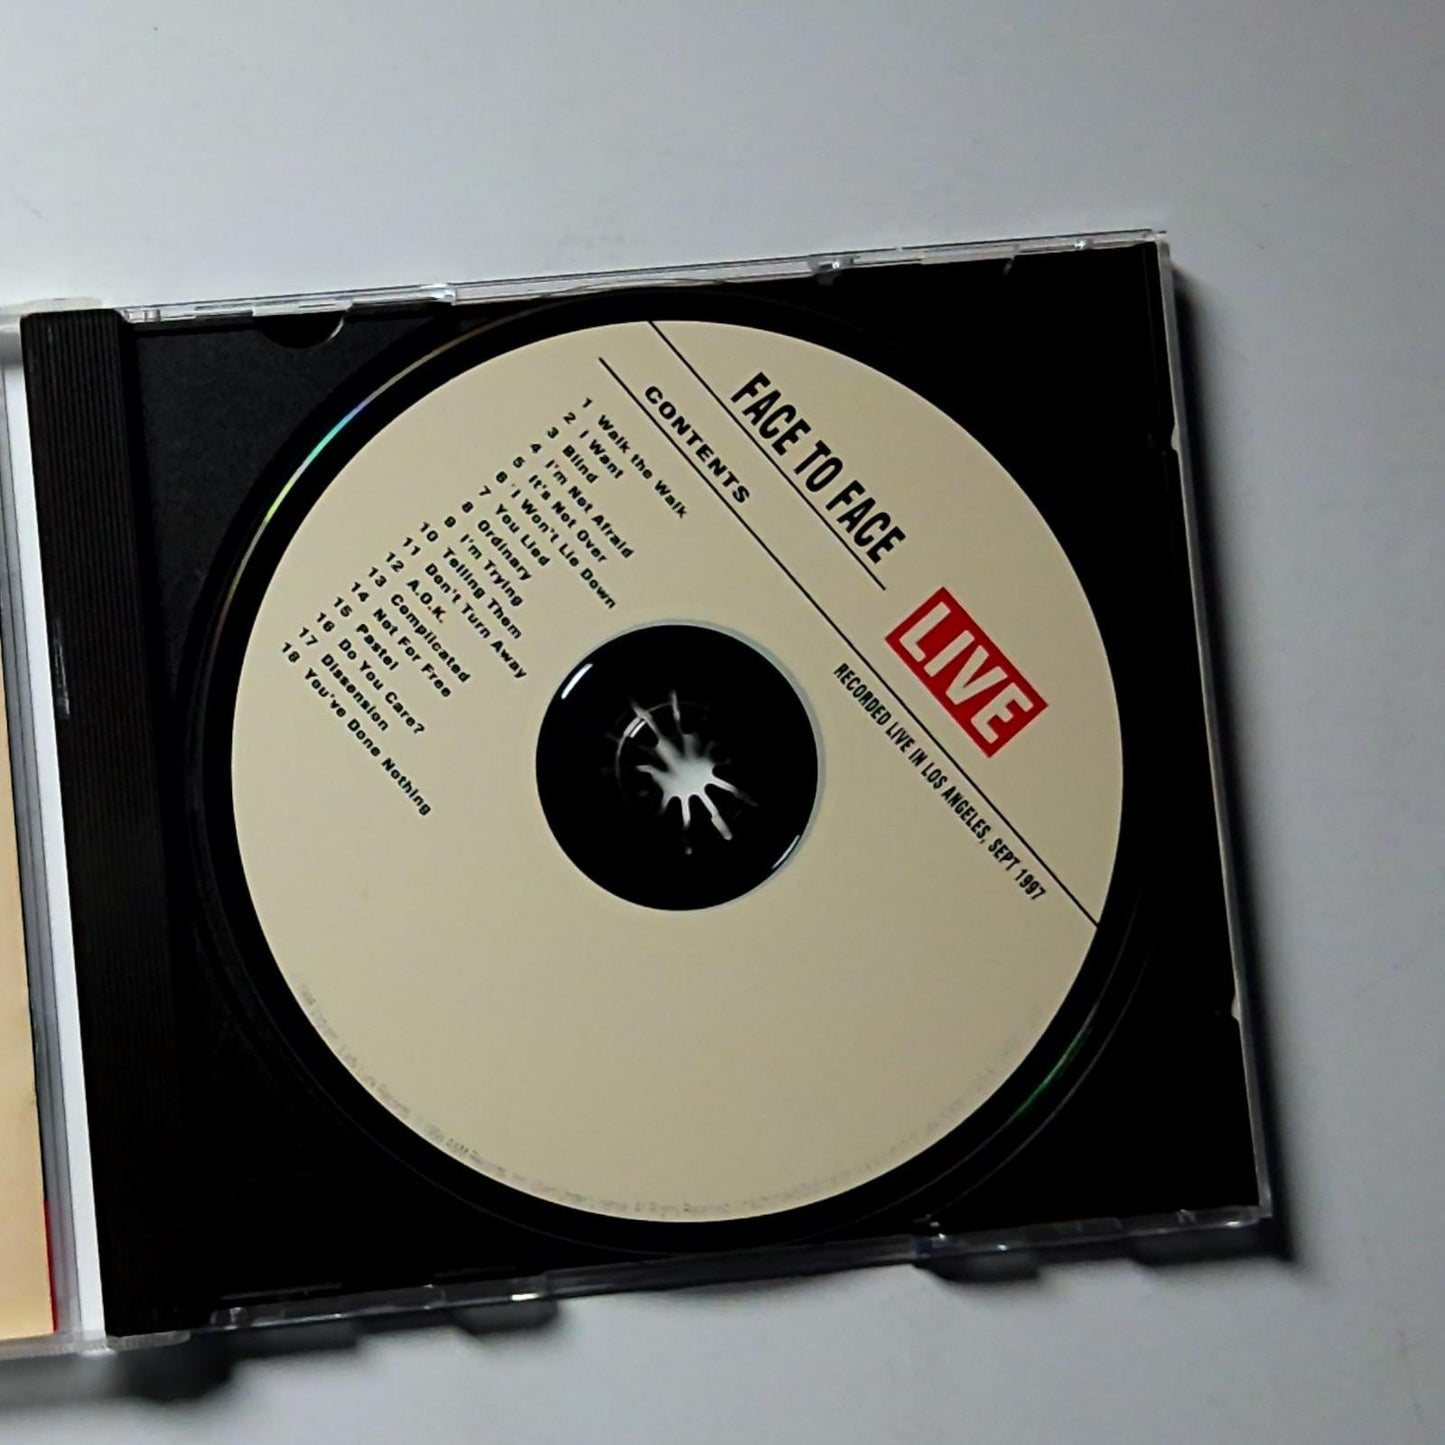 FACE TO FACE
LIVE
CONTENTS
RECORDED LIVE IN LOS ANGELES, SEPT 1997
1 Walk the Walk
2 I Want
3 Blind
4 I'm Not Afraid
5 It's Not Over
6 I Won't Lie Down
7 You Lied
8 Ordinary
9 I'm Trying
10 Telling Them
11 Don't Turn Away
12 A.O.K.
13 Complicated
14 Not For Free
15 Pastel
16 Do You Care?
17 Dissension
18 You've Done Nothing